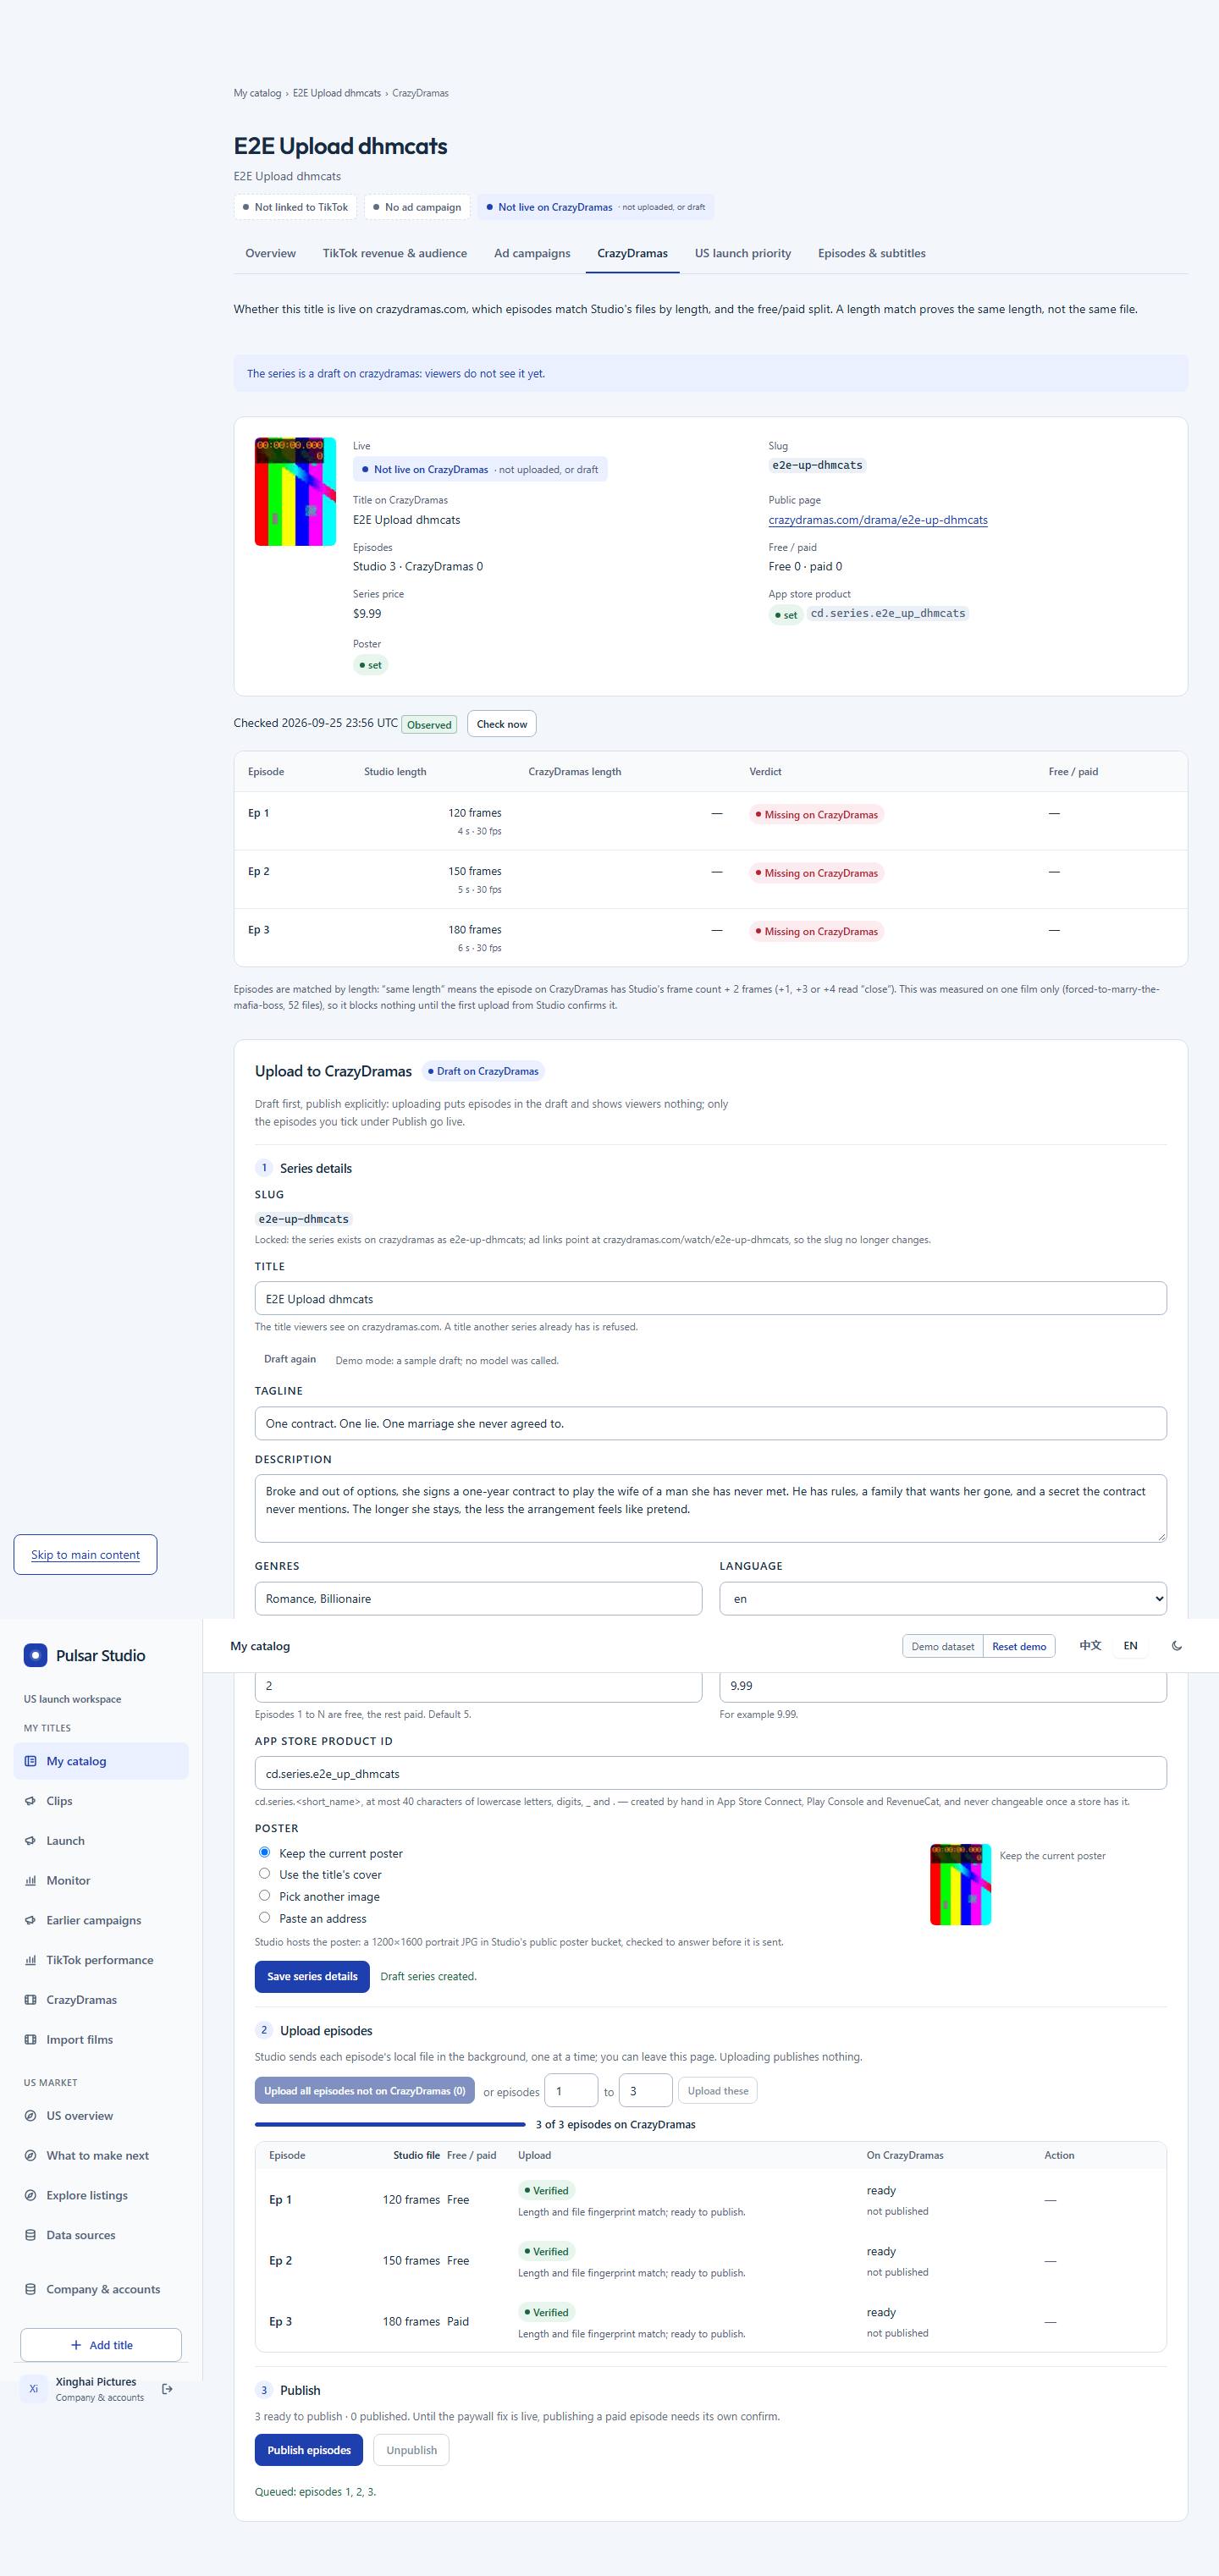 My catalog › E2E Upload dhmcats › CrazyDramas
E2E Upload dhmcats
E2E Upload dhmcats
Not linked to TikTok
No ad campaign
Not live on CrazyDramas · not uploaded, or draft
Overview
TikTok revenue & audience
Ad campaigns
CrazyDramas
US launch priority
Episodes & subtitles
Whether this title is live on crazydramas.com, which episodes match Studio's files by length, and the free/paid split. A length match proves the same length, not the same file.
The series is a draft on crazydramas: viewers do not see it yet.
00:00:00.000
0
Live
Not live on CrazyDramas · not uploaded, or draft
Slug
e2e-up-dhmcats
Title on CrazyDramas
E2E Upload dhmcats
Public page
crazydramas.com/drama/e2e-up-dhmcats
Episodes
Studio 3 · CrazyDramas 0
Free / paid
Free 0 · paid 0
Series price
$9.99
App store product
set cd.series.e2e_up_dhmcats
Poster
set
Checked 2026-09-25 23:56 UTC Observed Check now
Episode Studio length CrazyDramas length Verdict Free / paid
Ep 1 120 frames — Missing on CrazyDramas —
4 s · 30 fps
Ep 2 150 frames — Missing on CrazyDramas —
5 s · 30 fps
Ep 3 180 frames — Missing on CrazyDramas —
6 s · 30 fps
Episodes are matched by length: "same length" means the episode on CrazyDramas has Studio's frame count + 2 frames (+1, +3 or +4 read "close"). This was measured on one film only (forced-to-marry-the-
mafia-boss, 52 files), so it blocks nothing until the first upload from Studio confirms it.
Upload to CrazyDramas Draft on CrazyDramas
Draft first, publish explicitly: uploading puts episodes in the draft and shows viewers nothing; only
the episodes you tick under Publish go live.
1 Series details
SLUG
e2e-up-dhmcats
Locked: the series exists on crazydramas as e2e-up-dhmcats; ad links point at crazydramas.com/watch/e2e-up-dhmcats, so the slug no longer changes.
TITLE
E2E Upload dhmcats
The title viewers see on crazydramas.com. A title another series already has is refused.
Draft again Demo mode: a sample draft; no model was called.
TAGLINE
One contract. One lie. One marriage she never agreed to.
DESCRIPTION
Broke and out of options, she signs a one-year contract to play the wife of a man she has never met. He has rules, a family that wants her gone, and a secret the contract
never mentions. The longer she stays, the less the arrangement feels like pretend.
GENRES
Romance, Billionaire
LANGUAGE
en
Skip to main content
Pulsar Studio
US launch workspace
MY TITLES
My catalog
Clips
Launch
Monitor
Earlier campaigns
TikTok performance
CrazyDramas
Import films
US MARKET
US overview
What to make next
Explore listings
Data sources
Company & accounts
Add title
Xi
Xinghai Pictures
Company & accounts
My catalog
Demo dataset Reset demo 中文 EN
2
Episodes 1 to N are free, the rest paid. Default 5.
9.99
For example 9.99.
APP STORE PRODUCT ID
cd.series.e2e_up_dhmcats
cd.series.<short_name>, at most 40 characters of lowercase letters, digits, _ and . — created by hand in App Store Connect, Play Console and RevenueCat, and never changeable once a store has it.
POSTER
Keep the current poster
Use the title's cover
Pick another image
Paste an address
00:00:00.000
0
Keep the current poster
Studio hosts the poster: a 1200×1600 portrait JPG in Studio's public poster bucket, checked to answer before it is sent.
Save series details Draft series created.
2 Upload episodes
Studio sends each episode's local file in the background, one at a time; you can leave this page. Uploading publishes nothing.
Upload all episodes not on CrazyDramas (0) or episodes 1 to 3 Upload these
3 of 3 episodes on CrazyDramas
Episode Studio file Free / paid Upload On CrazyDramas Action
Ep 1 120 frames Free Verified ready —
Length and file fingerprint match; ready to publish. not published
Ep 2 150 frames Free Verified ready —
Length and file fingerprint match; ready to publish. not published
Ep 3 180 frames Paid Verified ready —
Length and file fingerprint match; ready to publish. not published
3 Publish
3 ready to publish · 0 published. Until the paywall fix is live, publishing a paid episode needs its own confirm.
Publish episodes Unpublish
Queued: episodes 1, 2, 3.